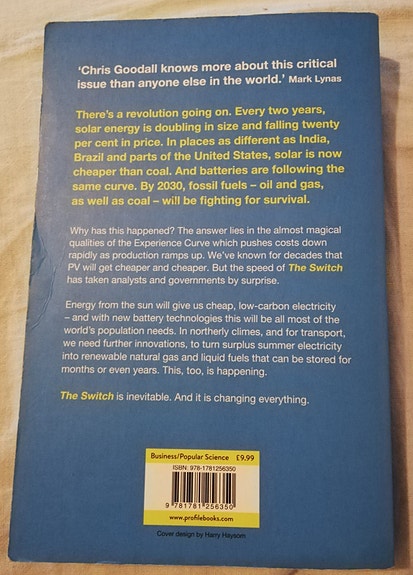 ‘Chris Goodall knows more about this critical
issue than anyone else in the world.’ Mark Lynas
There's a revolution going on. Every two years,
solar energy is doubling in size and falling twenty
per cent in price. In places as different as India,
Brazil and parts of the United States, solar is now
cheaper than coal. And batteries are following the
same curve. By 2030, fossil fuels – oil and gas,
as well as coal – will be fighting for survival.
Why has this happened? The answer lies in the almost magical
qualities of the Experience Curve which pushes costs down
rapidly as production ramps up. We've known for decades that
PV will get cheaper and cheaper. But the speed of The Switch
has taken analysts and governments by surprise.
Energy from the sun will give us cheap, low-carbon electricity
– and with new battery technologies this will be all most of the
world's population needs. In northerly climes, and for transport,
we need further innovations, to turn surplus summer electricity
into renewable natural gas and liquid fuels that can be stored for
months or even years. This, too, is happening.
The Switch is inevitable. And it is changing everything.
Business/Popular Science £9.99
ISBN: 978-1781256350
9 781781 256350
www.profilebooks.com
Cover design by Harry Haysom